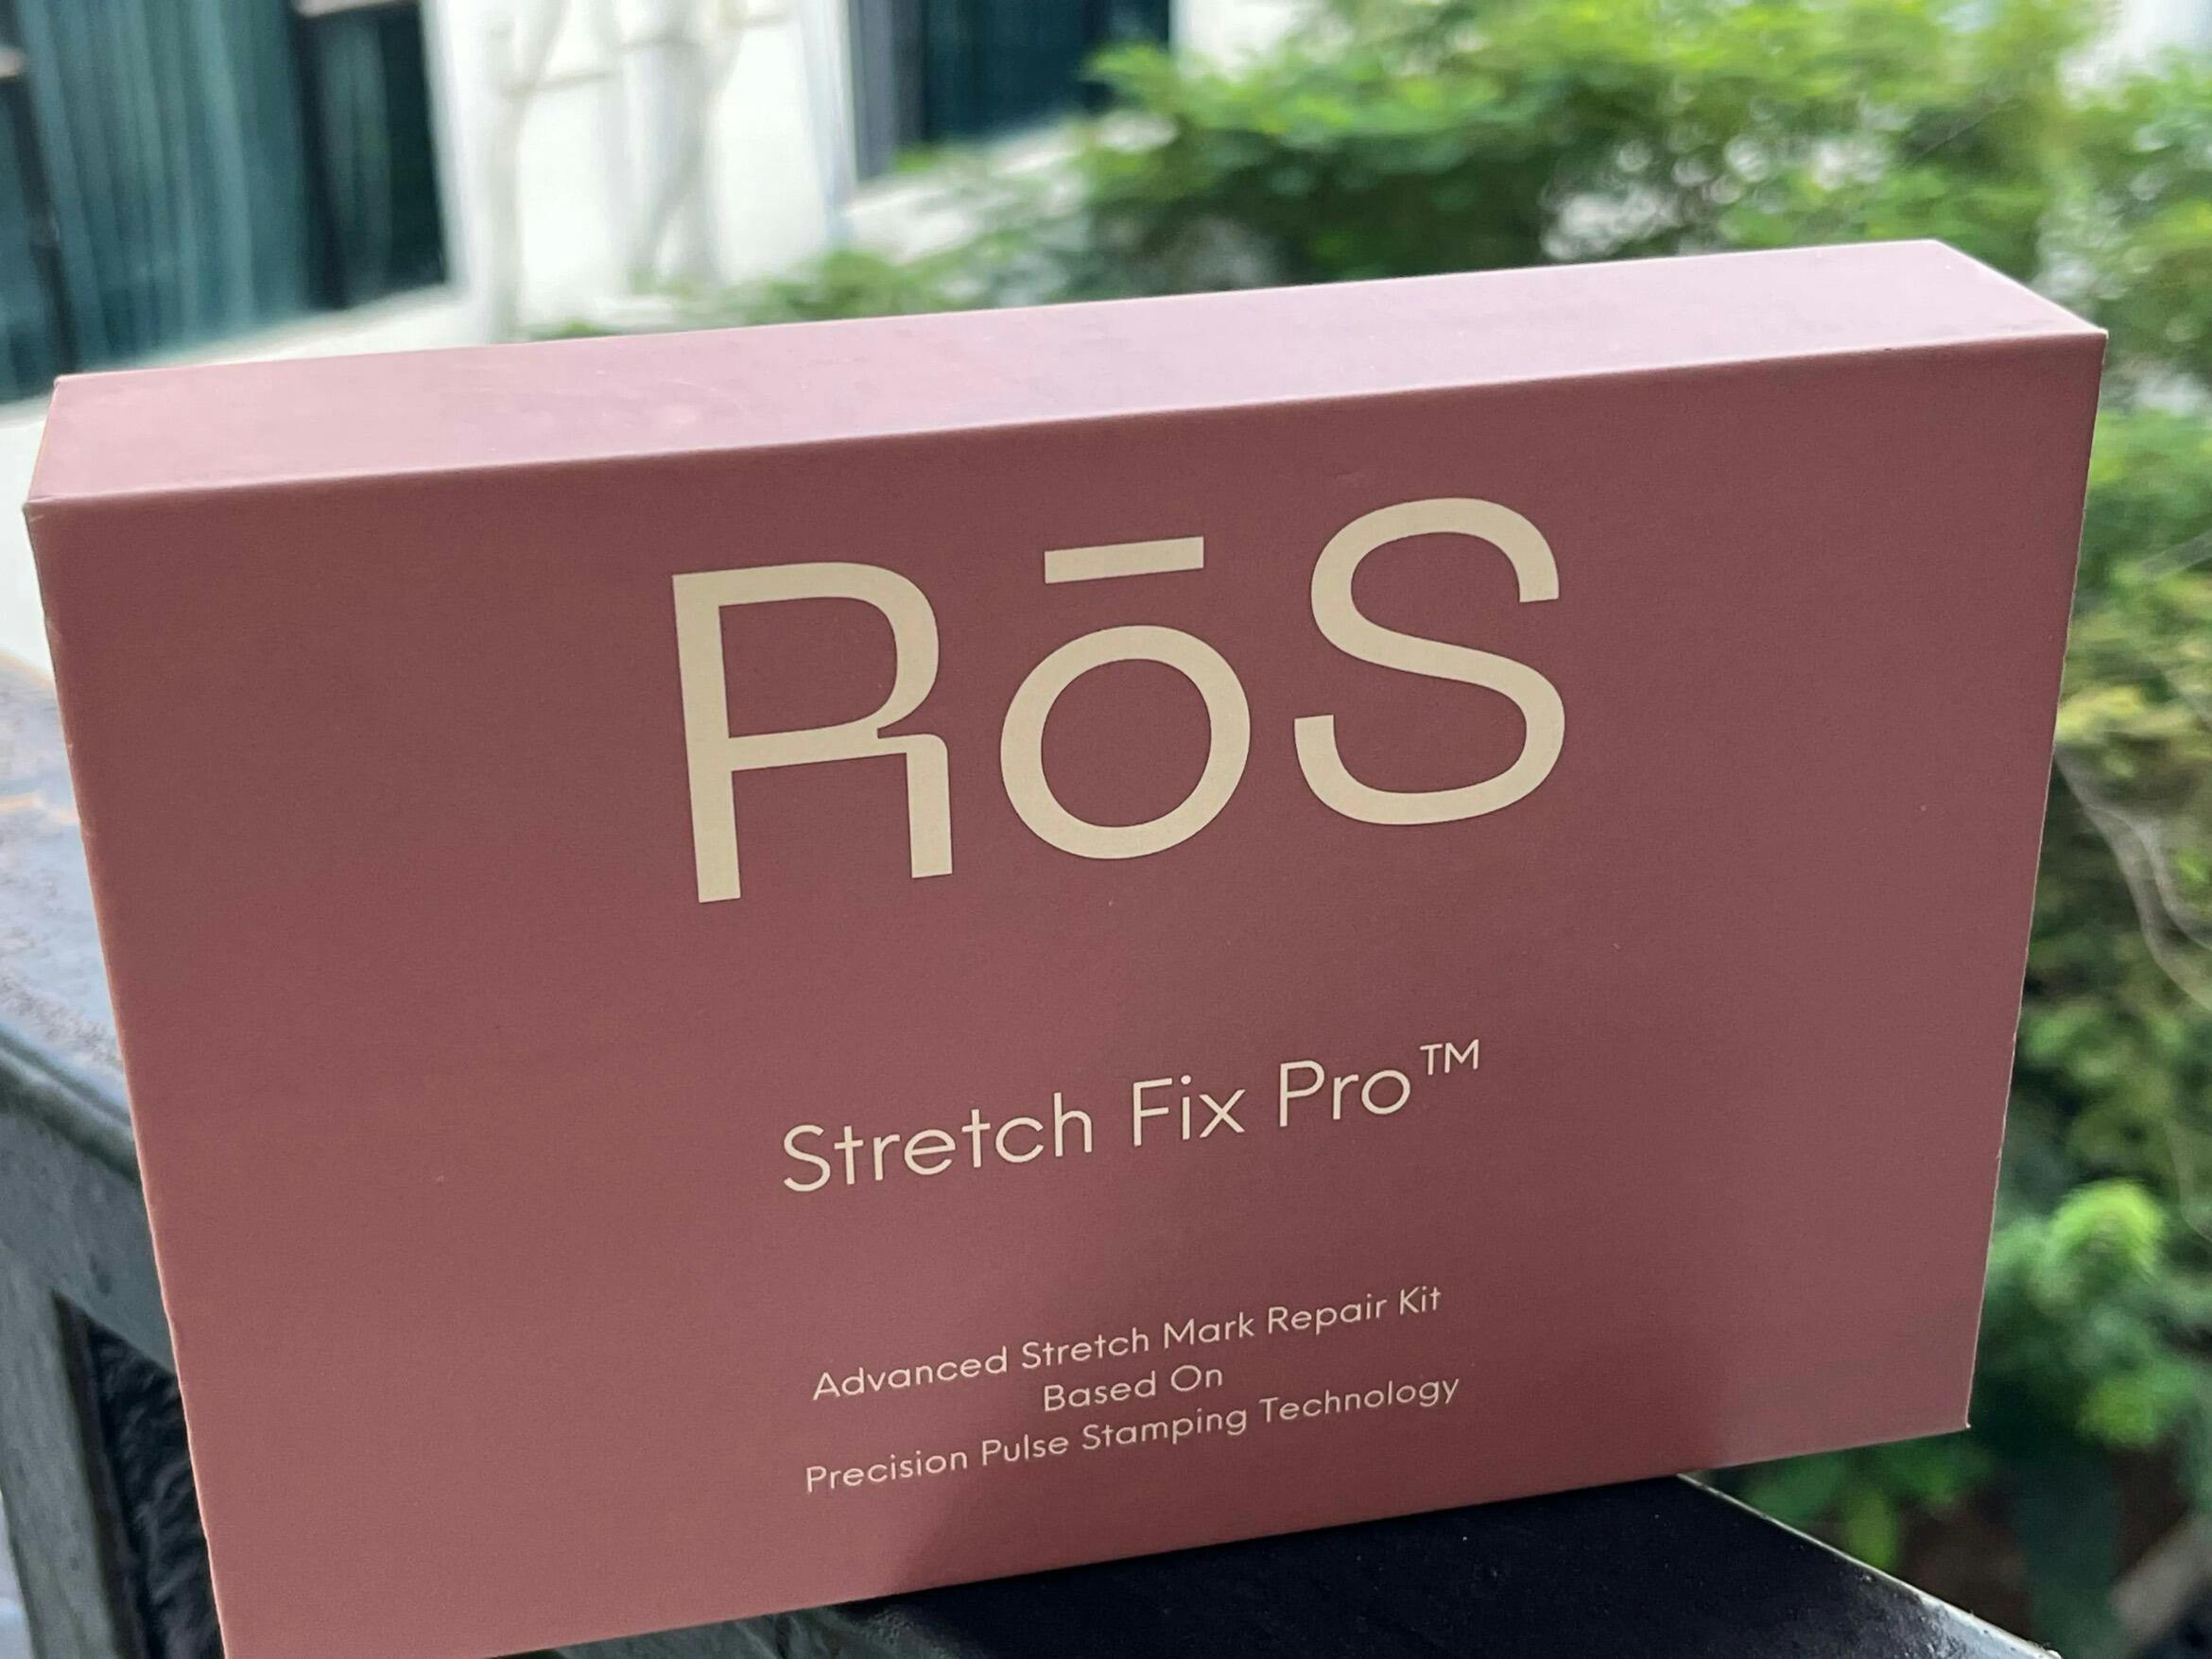 RōS
Stretch Fix Pro™
Advanced Stretch Mark Repair Kit
Based On
Precision Pulse Stamping Technology